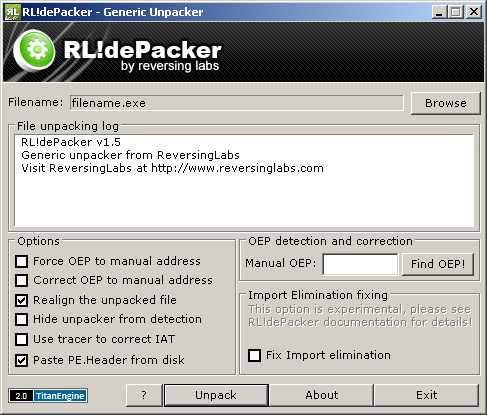 RL RL!dePacker - Generic Unpacker
RL!dePacker
by reversing labs
Filename: filename.exe Browse
File unpacking log
RL!dePacker v1.5
Generic unpacker from ReversingLabs
Visit ReversingLabs at http://www.reversinglabs.com
Options
Force OEP to manual address
Correct OEP to manual address
Realign the unpacked file
Hide unpacker from detection
Use tracer to correct IAT
Paste PE.Header from disk
OEP detection and correction
Manual OEP: Find OEP!
Import Elimination fixing
This option is experimental, please see
RL!dePacker documentation for details!
Fix Import elimination
2.0 TitanEngine ? Unpack About Exit